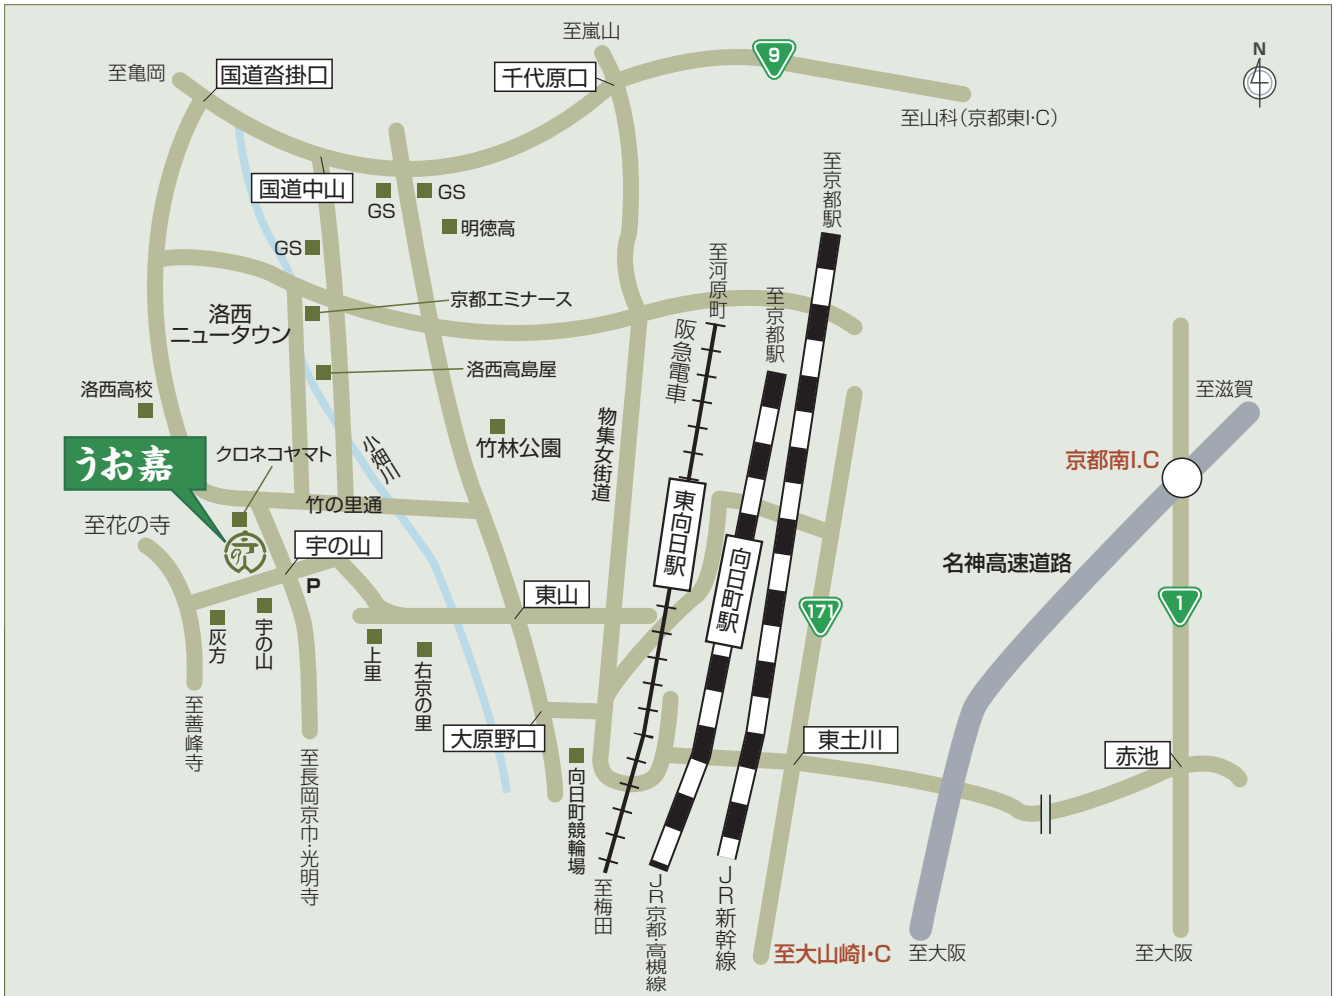 至嵐山
9
N
至亀岡
国道沓掛口
千代原口
至山科(京都東I·C)
至京都駅
国道中山
GS
GS
明徳高
GS
至河原町
至京都駅
京都エミナース
洛西
ニュータウン
阪急電車
洛西高島屋
洛西高校
至滋賀
物集女街道
竹林公園
小畑川
うお嘉
クロネコヤマト
京都南I.C
竹の里通
東向日駅
至花の寺
宇の山
向日町駅
名神高速道路
P
東山
171
1
灰方
宇の山
上里
右京の里
至善峰寺
大原野口
東土川
赤池
至長岡京市·光明寺
向日町競輪場
至梅田
JR京都·高槻線
JR新幹線
至大山崎I·C
至大阪
至大阪